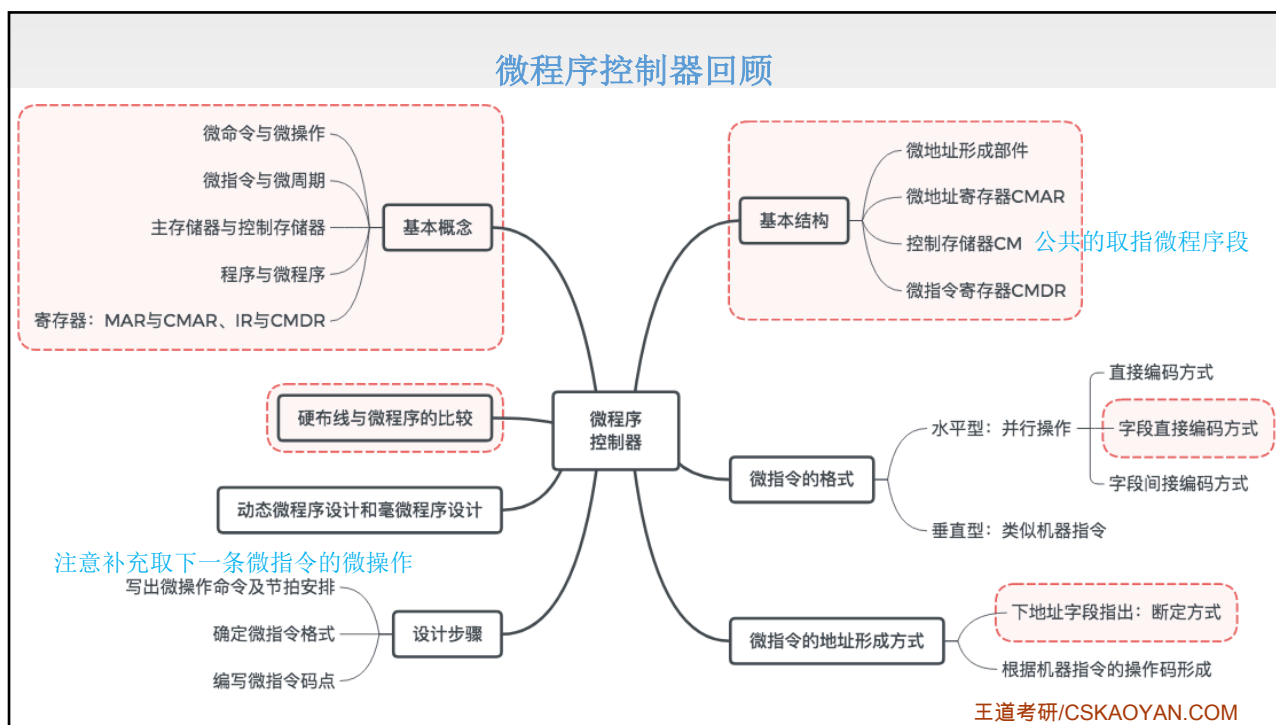 微程序控制器回顾
微命令与微操作
微指令与微周期
主存储器与控制存储器
程序与微程序
寄存器：MAR与CMAR、IR与CMDR
基本概念
微地址形成部件
微地址寄存器CMAR
控制存储器CM 公共的取指微程序段
微指令寄存器CMDR
基本结构
硬布线与微程序的比较
微程序
控制器
直接编码方式
水平型：并行操作
字段直接编码方式
字段间接编码方式
微指令的格式
垂直型：类似机器指令
动态微程序设计和毫微程序设计
注意补充取下一条微指令的微操作
写出微操作命令及节拍安排
确定微指令格式
编写微指令码点
设计步骤
下地址字段指出：断定方式
微指令的地址形成方式
根据机器指令的操作码形成
王道考研/CSKAOYAN.COM